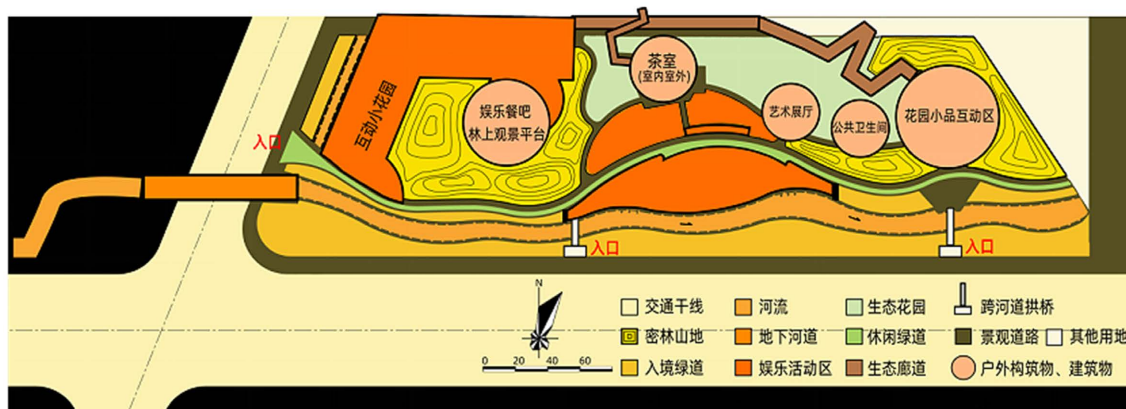 茶室
(室内室外)
互动小花园
娱乐餐吧
林上观景平台
艺术展厅
公共卫生间
花园小品互动区
入口
入口
入口
N
0 20 40 60
交通干线
河流
生态花园
跨河道拱桥
密林山地
地下河道
休闲绿道
景观道路
其他用地
入境绿道
娱乐活动区
生态廊道
户外构筑物、建筑物